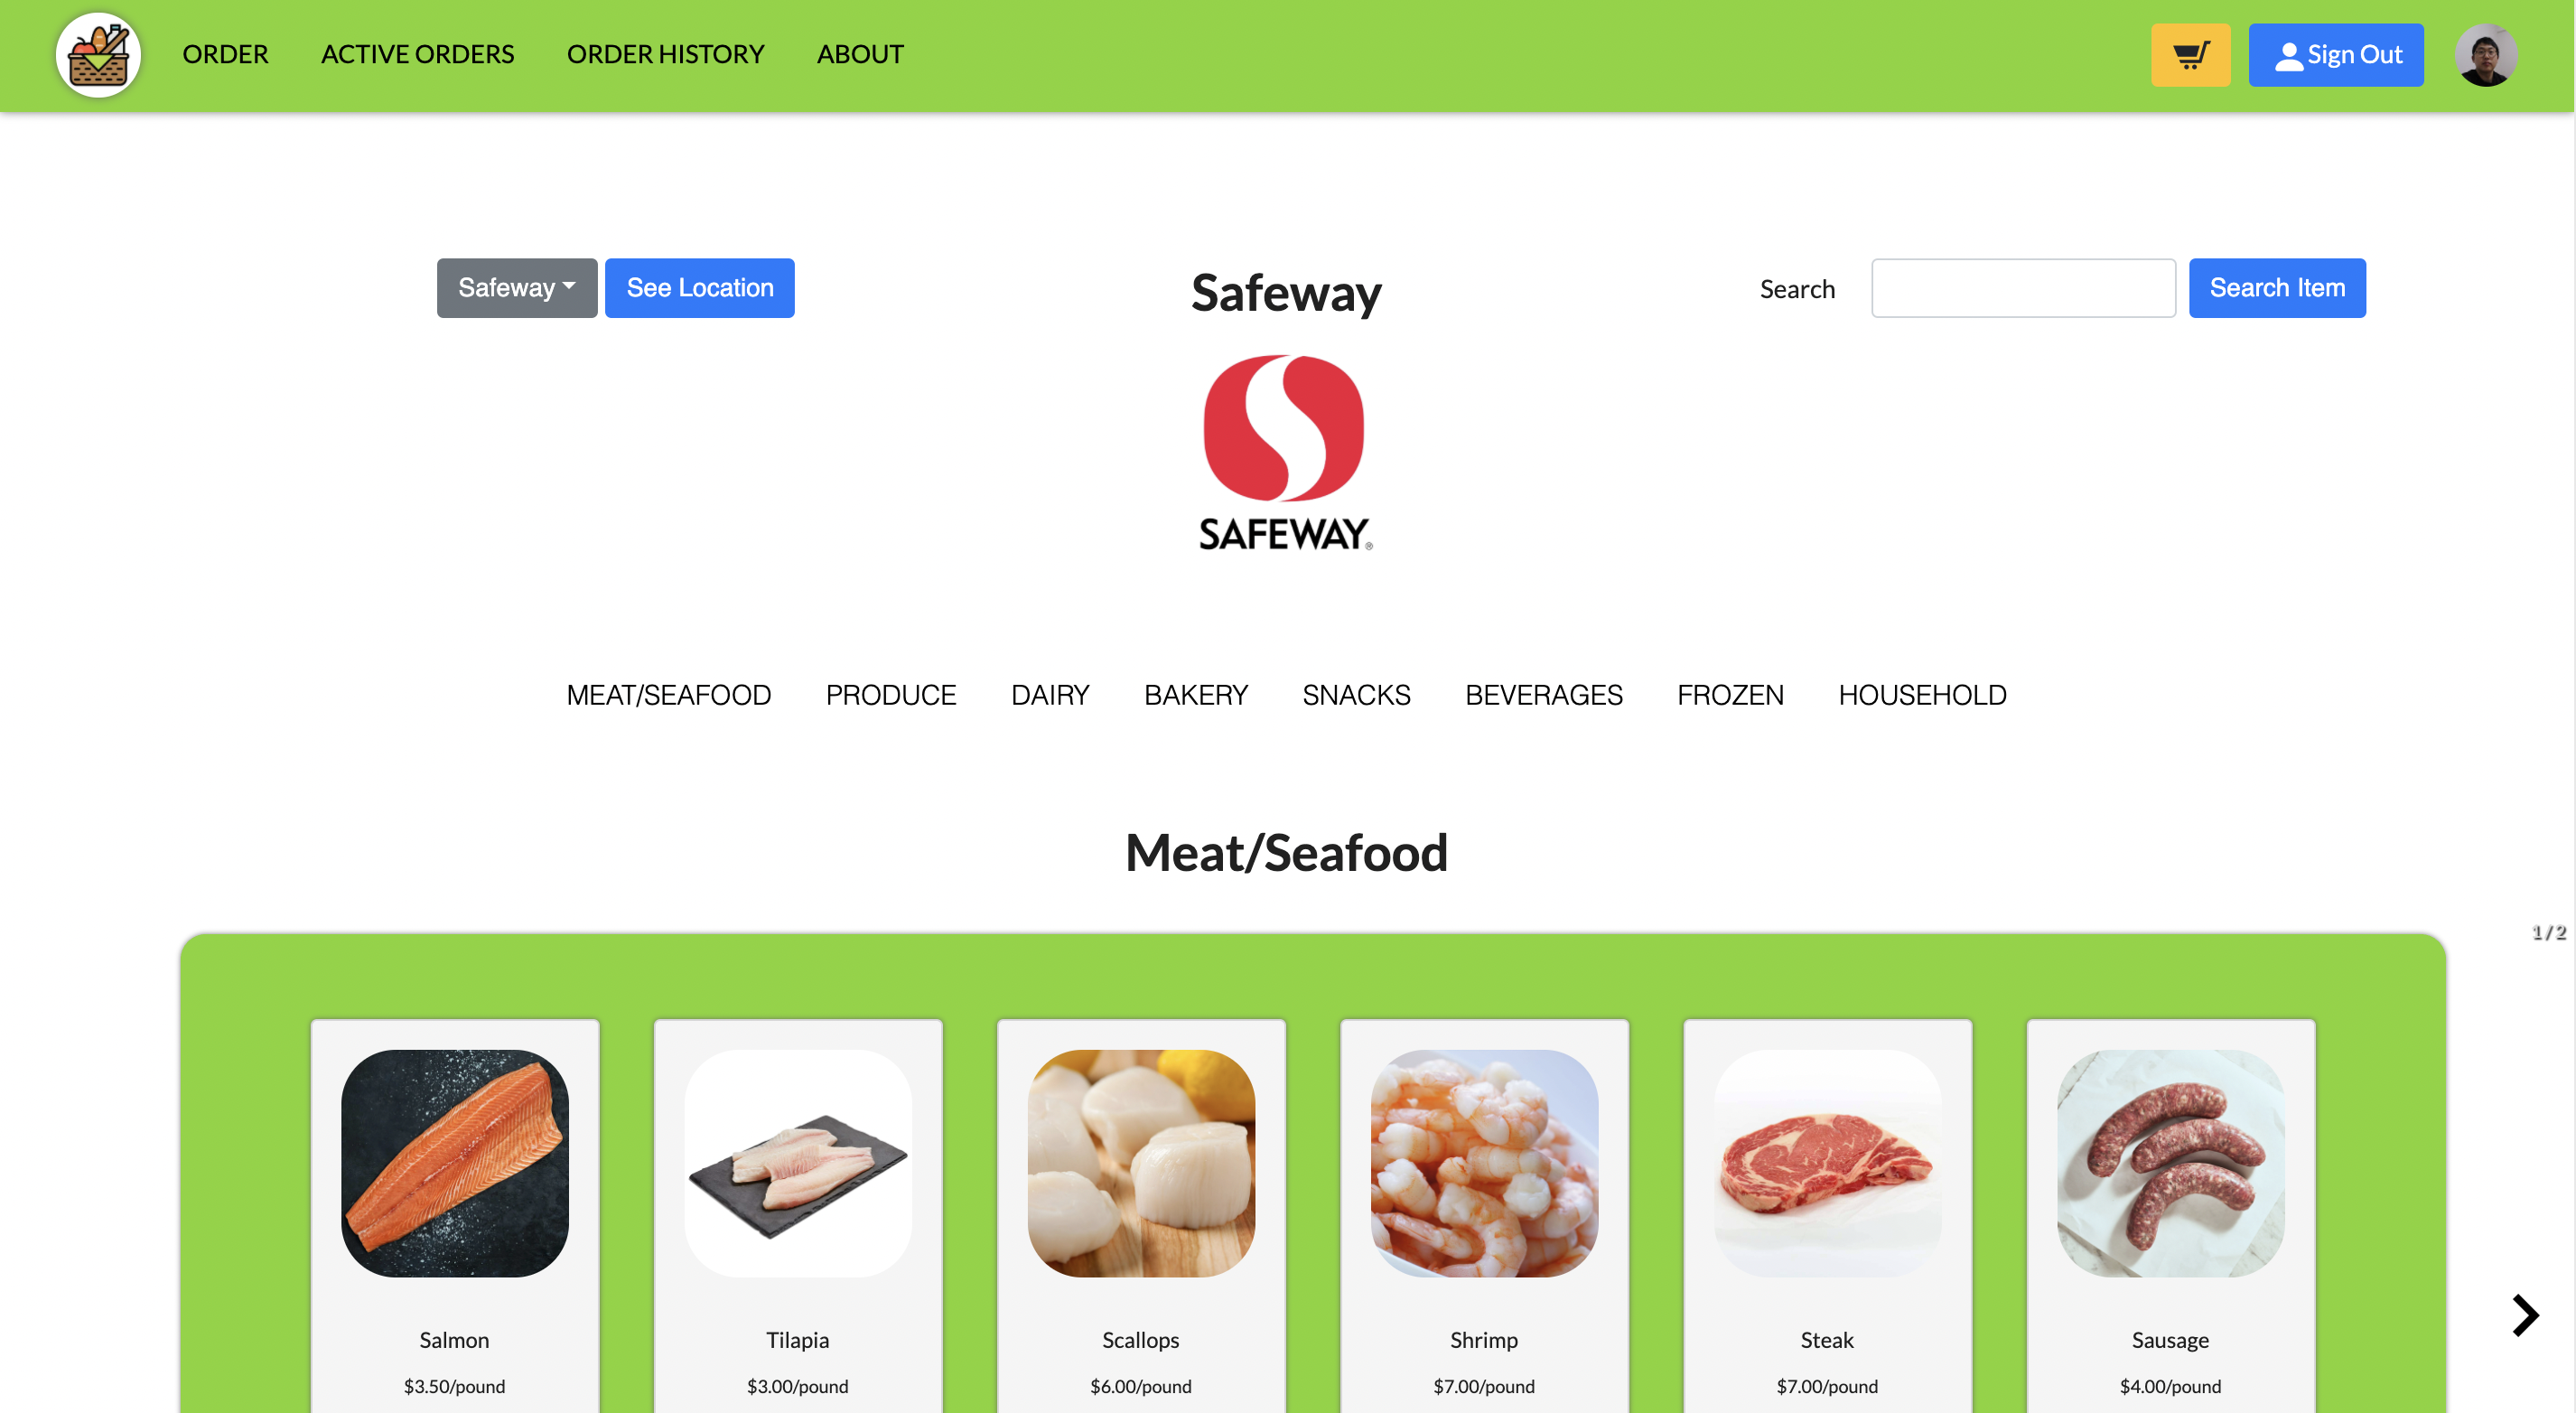 ORDER ACTIVE ORDERS ORDER HISTORY ABOUT Sign Out
Safeway See Location Safeway Search Search Item
SAFEWAY®
MEAT/SEAFOOD PRODUCE DAIRY BAKERY SNACKS BEVERAGES FROZEN HOUSEHOLD
Meat/Seafood
1 / 2
Salmon Tilapia Scallops Shrimp Steak Sausage
$3.50/pound $3.00/pound $6.00/pound $7.00/pound $7.00/pound $4.00/pound